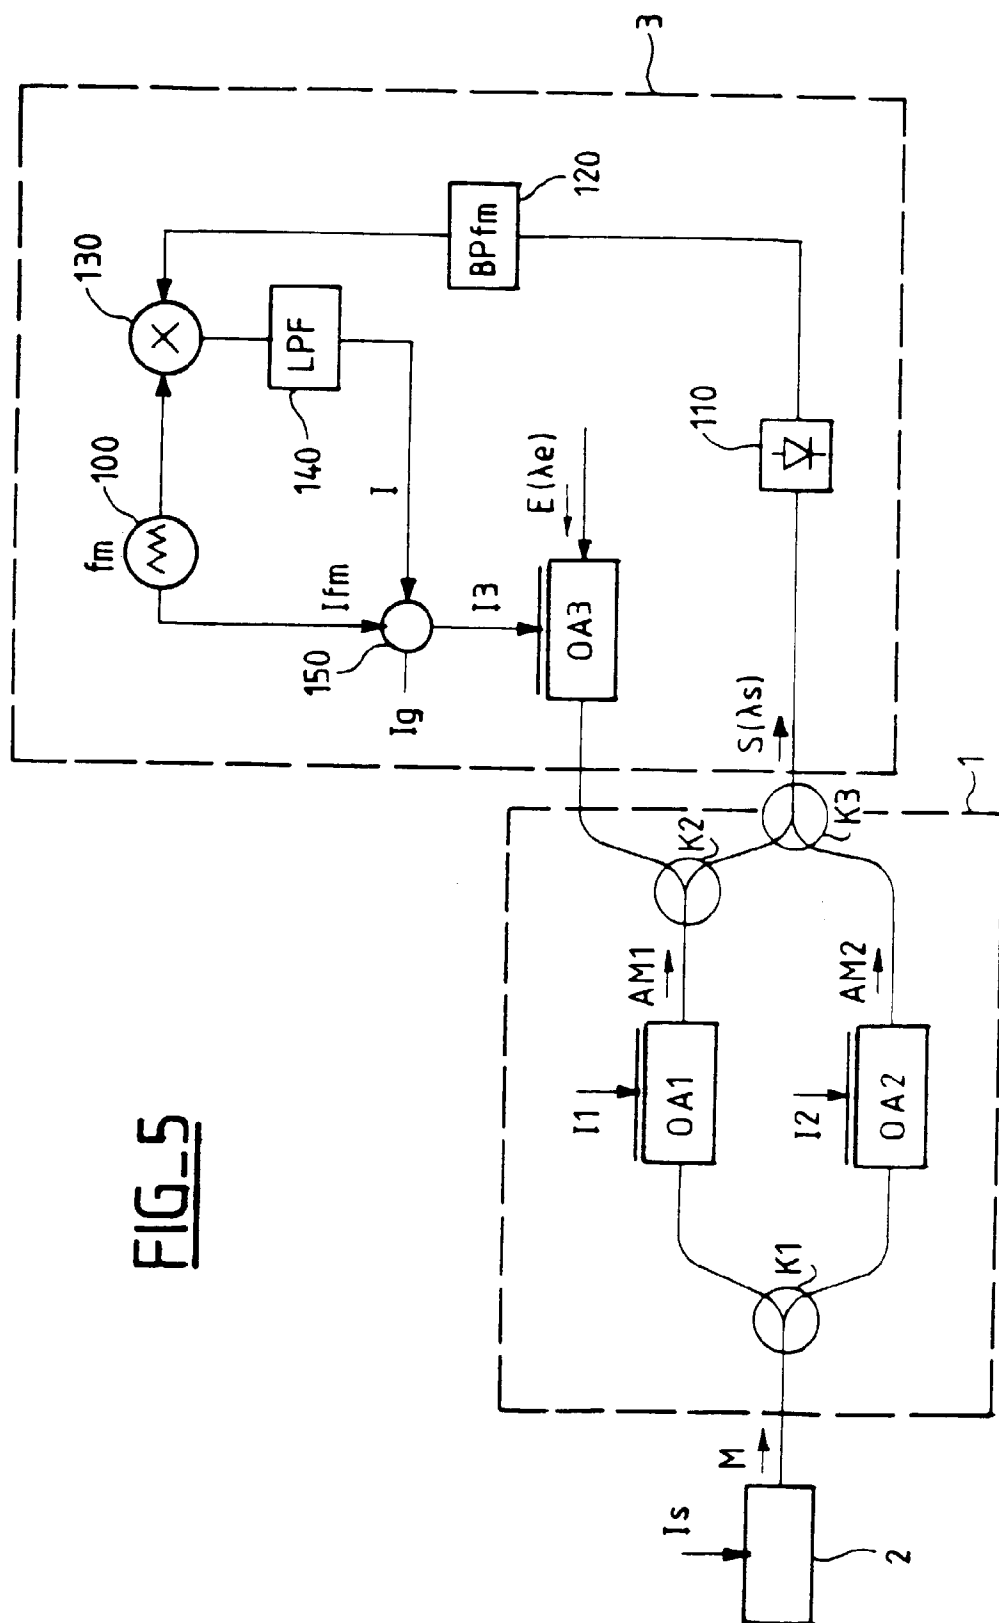 FIG_5
3
130
100
fm
140
LPF
120
BPfm
I
Ifm
150
Ig
I3
OA3
E(λe)
110
S(λs)
1
K2
K3
AM1
AM2
I1
OA1
I2
OA2
K1
M
Is
2